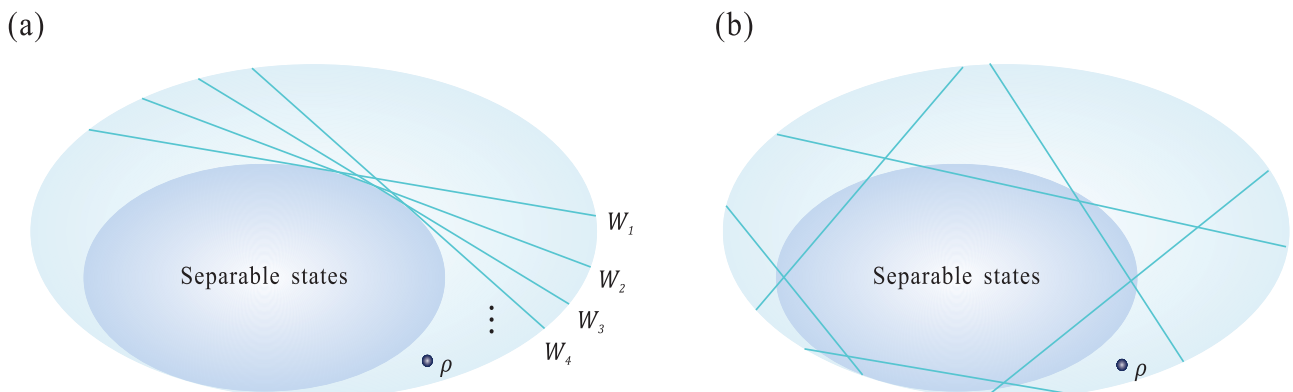 (a)
Separable states
W₁
W₂
W₃
W₄
ρ
(b)
Separable states
ρ